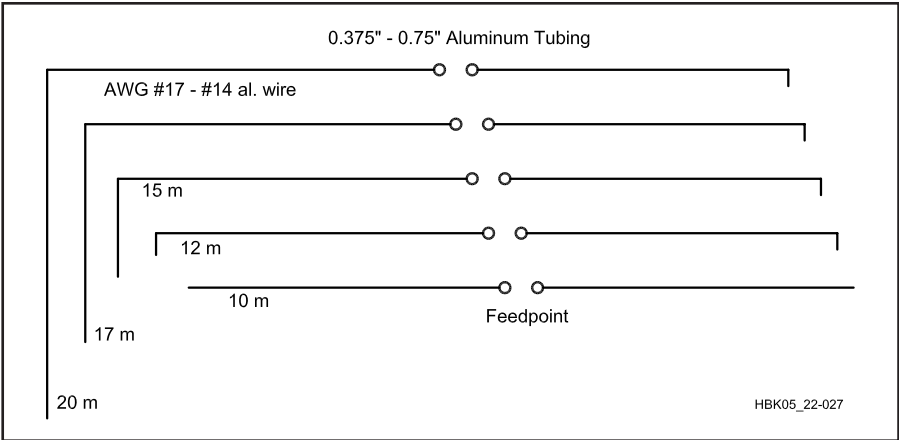 0.375" - 0.75" Aluminum Tubing
AWG #17 - #14 al. wire
15 m
12 m
10 m
Feedpoint
17 m
20 m
HBK05_22-027